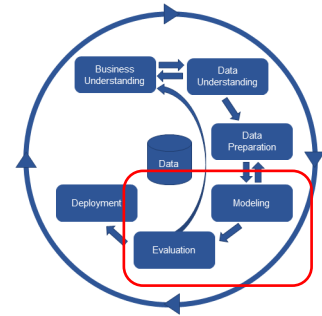 Business
Understanding
Data
Understanding
Data
Preparation
Data
Deployment
Modeling
Evaluation